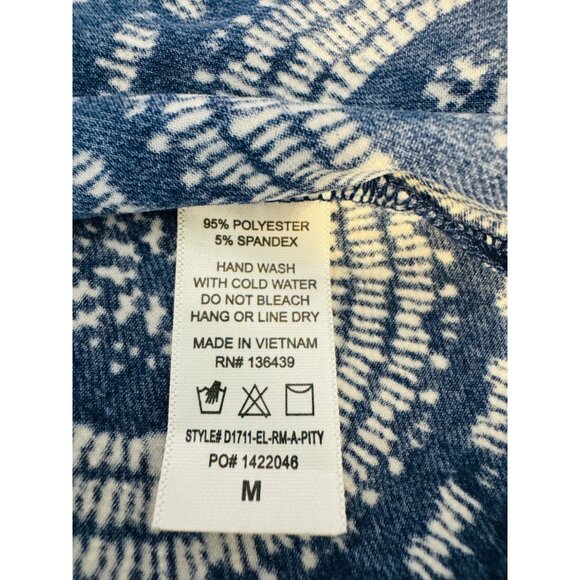 95% POLYESTER
5% SPANDEX
HAND WASH
WITH COLD WATER
DO NOT BLEACH
HANG OR LINE DRY
MADE IN VIETNAM
RN# 136439
STYLE# D1711-EL-RM-A-PITY
PO# 1422046
M